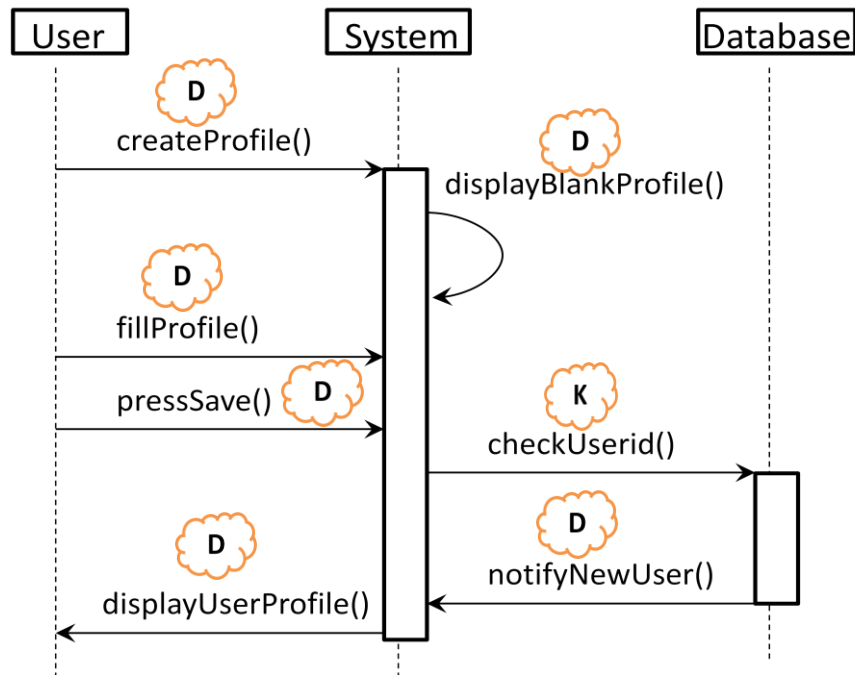 User
System
Database
D
createProfile()
D
displayBlankProfile()
D
fillProfile()
D
pressSave()
K
checkUserid()
D
notifyNewUser()
D
displayUserProfile()